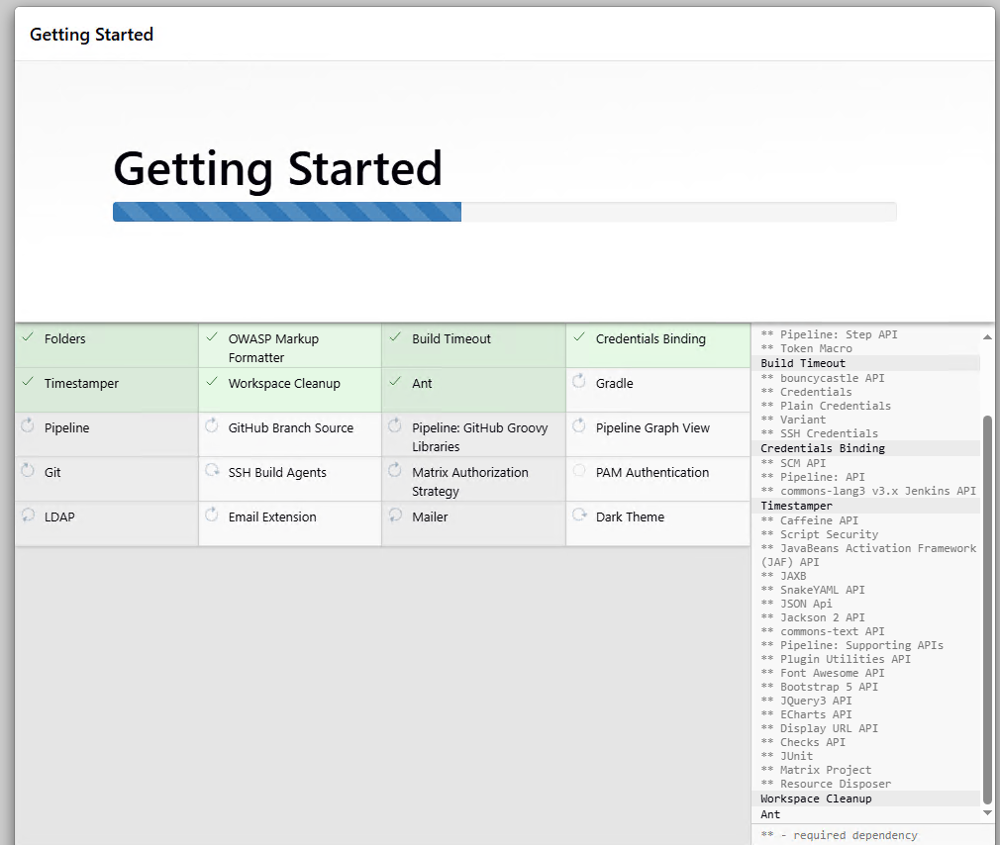 Getting Started
Getting Started
Folders
OWASP Markup
Formatter
Build Timeout
Credentials Binding
Timestamper
Workspace Cleanup
Ant
Gradle
Pipeline
GitHub Branch Source
Pipeline: GitHub Groovy
Libraries
Pipeline Graph View
Git
SSH Build Agents
Matrix Authorization
Strategy
PAM Authentication
LDAP
Email Extension
Mailer
Dark Theme
** Pipeline: Step API
** Token Macro
Build Timeout
** bouncycastle API
** Credentials
** Plain Credentials
** Variant
** SSH Credentials
Credentials Binding
** SCM API
** Pipeline: API
** commons-lang3 v3.x Jenkins API
Timestamper
** Caffeine API
** Script Security
** JavaBeans Activation Framework
(JAF) API
** JAXB
** SnakeYAML API
** JSON Api
** Jackson 2 API
** commons-text API
** Pipeline: Supporting APIs
** Plugin Utilities API
** Font Awesome API
** Bootstrap 5 API
** JQuery3 API
** ECharts API
** Display URL API
** Checks API
** JUnit
** Matrix Project
** Resource Disposer
Workspace Cleanup
Ant
** - required dependency